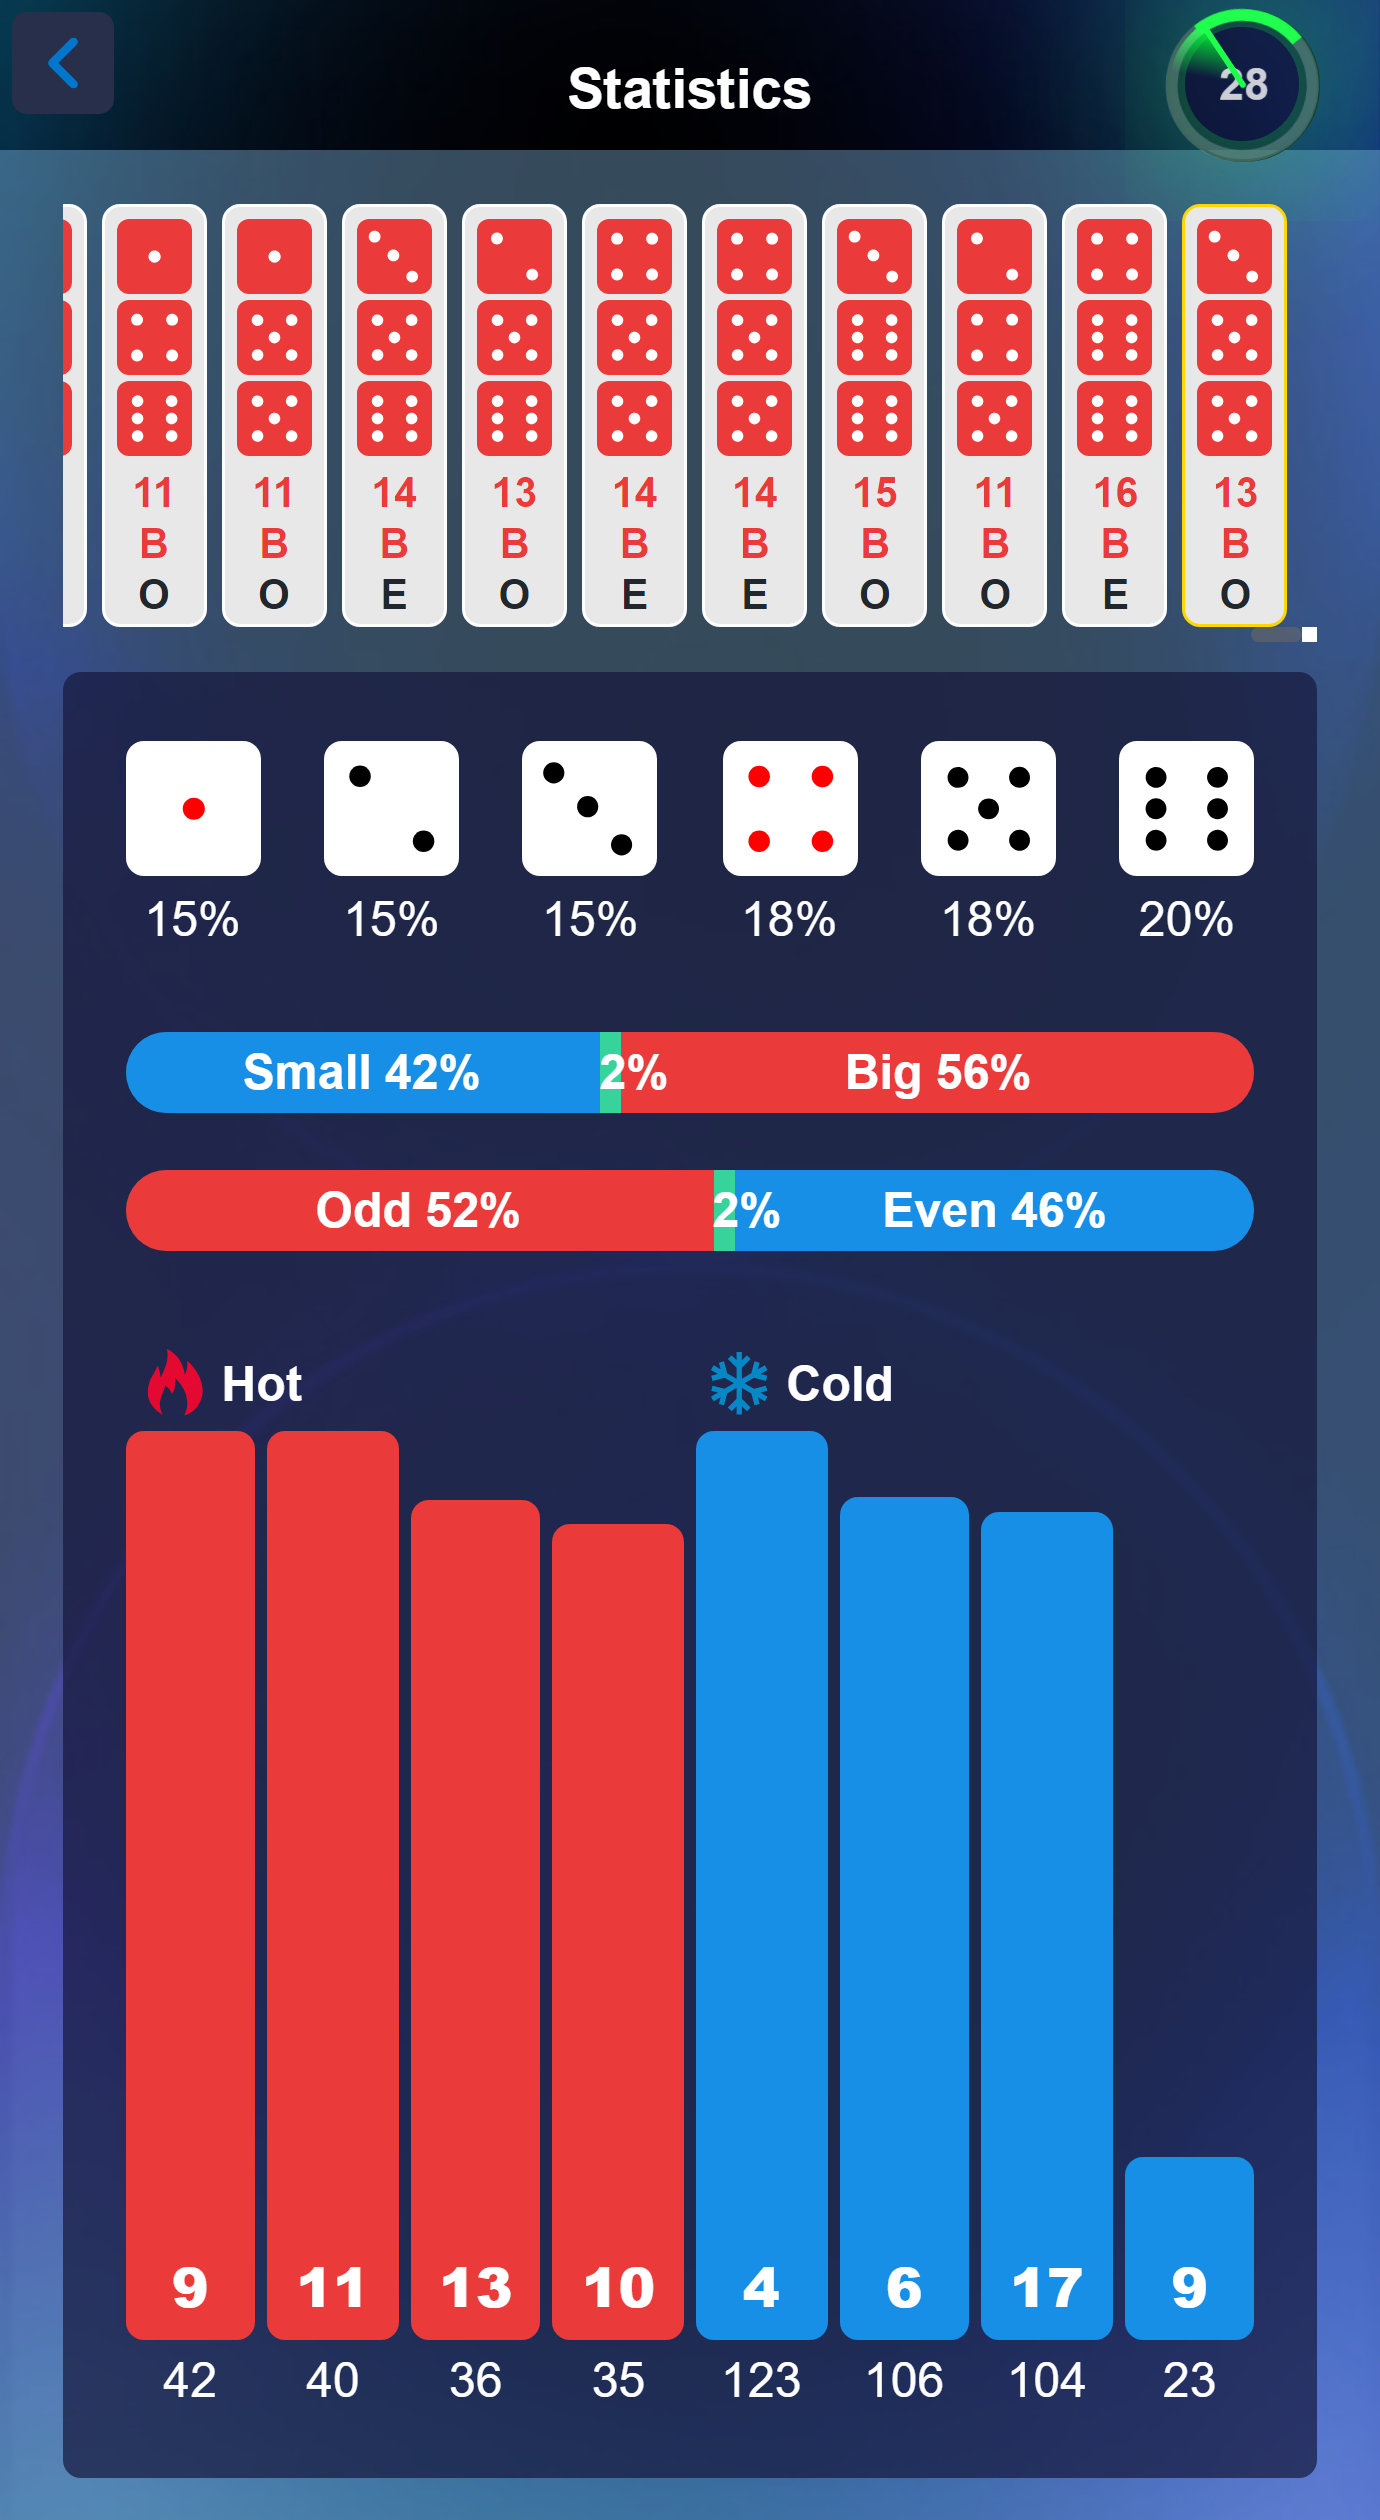 Statistics
28
11 11 14 13 14 14 15 11 16 13
B B B B B B B B B B
O O E O E E O O E O
15% 15% 15% 18% 18% 20%
Small 42% 2% Big 56%
Odd 52% 2% Even 46%
Hot Cold
9 11 13 10 4 6 17 9
42 40 36 35 123 106 104 23